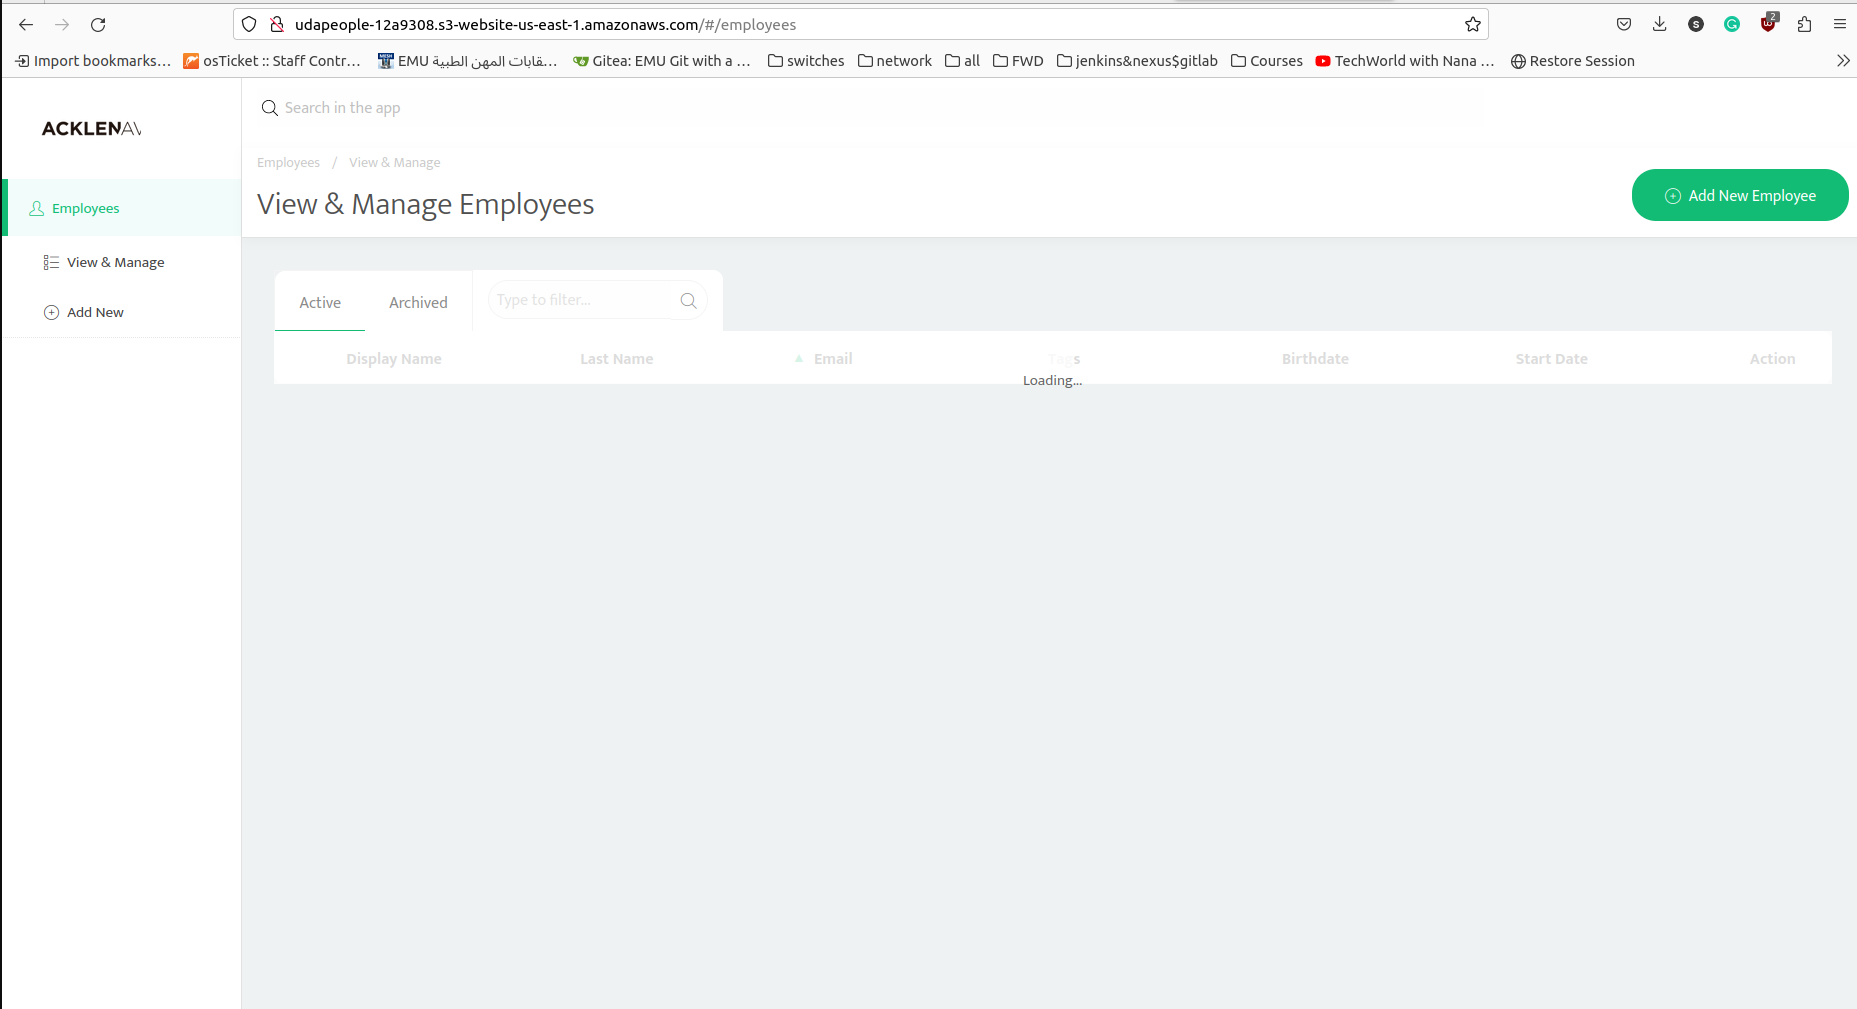 udapeople-12a9308.s3-website-us-east-1.amazonaws.com/#/employees
S
2
Import bookmarks... osTicket :: Staff Contr... EMU نقابات المهن الطبية... Gitea: EMU Git with a ... switches network all FWD jenkins&nexus$gitlab Courses TechWorld with Nana ... Restore Session
ACKLENAV
Search in the app
Employees / View & Manage
View & Manage Employees
Add New Employee
Employees
View & Manage
Add New
Active Archived Type to filter...
Display Name Last Name Email Tags Birthdate Start Date Action
Loading...